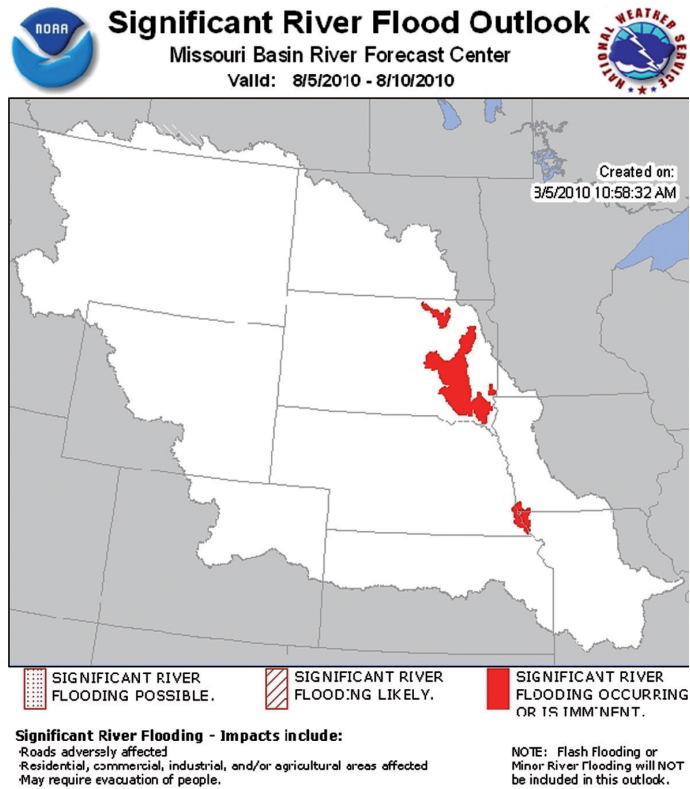 NOAA
Significant River Flood Outlook
Missouri Basin River Forecast Center
Valid: 8/5/2010 - 8/10/2010
NATIONAL WEATHER SERVICE
Created on:
3/5/2010 10:58:32 AM
SIGNIFICANT RIVER
FLOODING POSSIBLE.
SIGNIFICANT RIVER
FLOODING LIKELY.
SIGNIFICANT RIVER
FLOODING OCCURRING
OR IS IMMINENT.
Significant River Flooding - Impacts include:
·Roads adversely affected
·Residential, commercial, industrial, and/or agricultural areas affected
·May require evacuation of people.
NOTE: Flash Flooding or
Minor River Flooding will NOT
be included in this outlook.